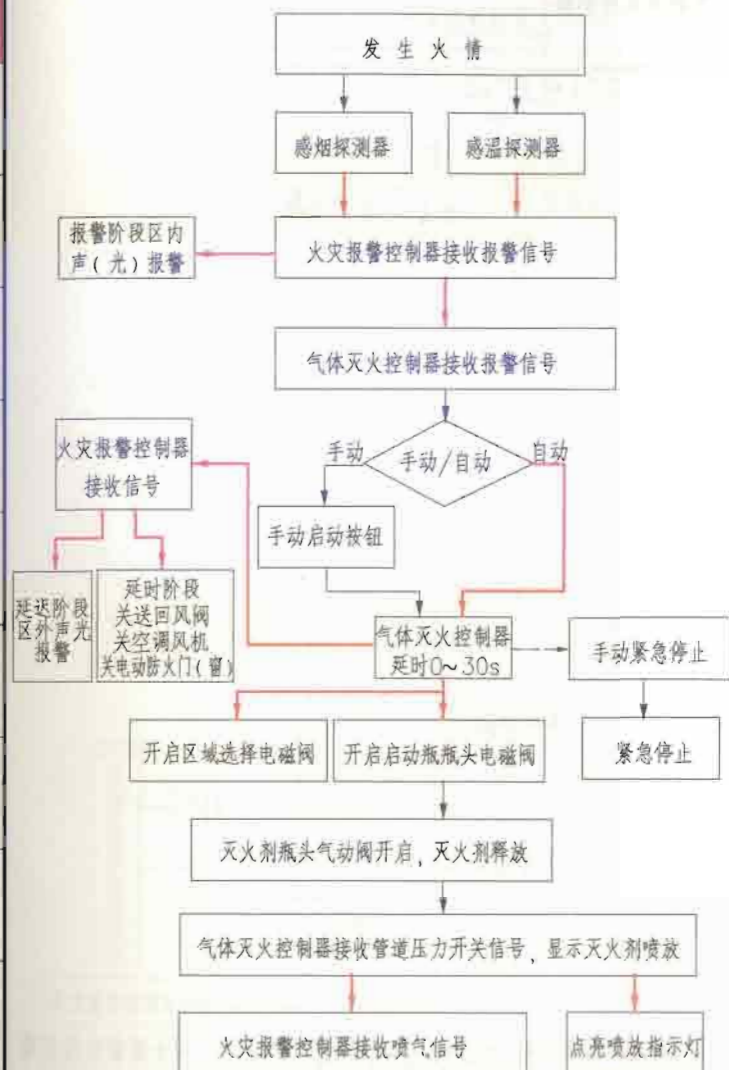 发生火情
感烟探测器
感温探测器
报警阶段区内
声(光)报警
火灾报警控制器接收报警信号
气体灭火控制器接收报警信号
火灾报警控制器
接收信号
手动
手动/自动
自动
手动启动按钮
延迟阶段
区外声光
报警
延时阶段
关送回风阀
关空调风机
关电动防火门(窗)
气体灭火控制器
延时0~30s
手动紧急停止
开启区域选择电磁阀
开启启动瓶瓶头电磁阀
紧急停止
灭火剂瓶头气动阀开启，灭火剂释放
气体灭火控制器接收管道压力开关信号，显示灭火剂喷放
火灾报警控制器接收喷气信号
点亮喷放指示灯